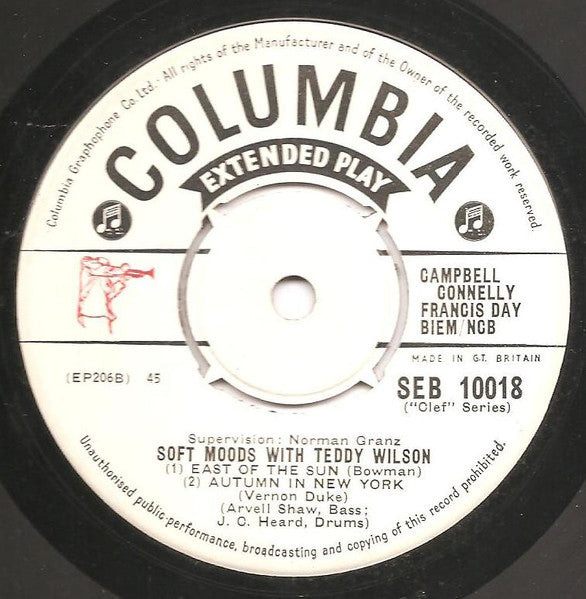 Columbia Graphophone Co. Ltd. · All rights of the Manufacturer and of the Owner of the recorded work reserved.
COLUMBIA
EXTENDED PLAY
CAMPBELL
CONNELLY
FRANCIS DAY
BIEM/NCB
MADE IN GT. BRITAIN
(EP206B) 45
SEB 10018
("Clef" Series)
Supervision: Norman Granz
SOFT MOODS WITH TEDDY WILSON
(1) EAST OF THE SUN (Bowman)
(2) AUTUMN IN NEW YORK
(Vernon Duke)
(Arvell Shaw, Bass;
J. C. Heard, Drums)
Unauthorised public performance, broadcasting and copying of this record prohibited.